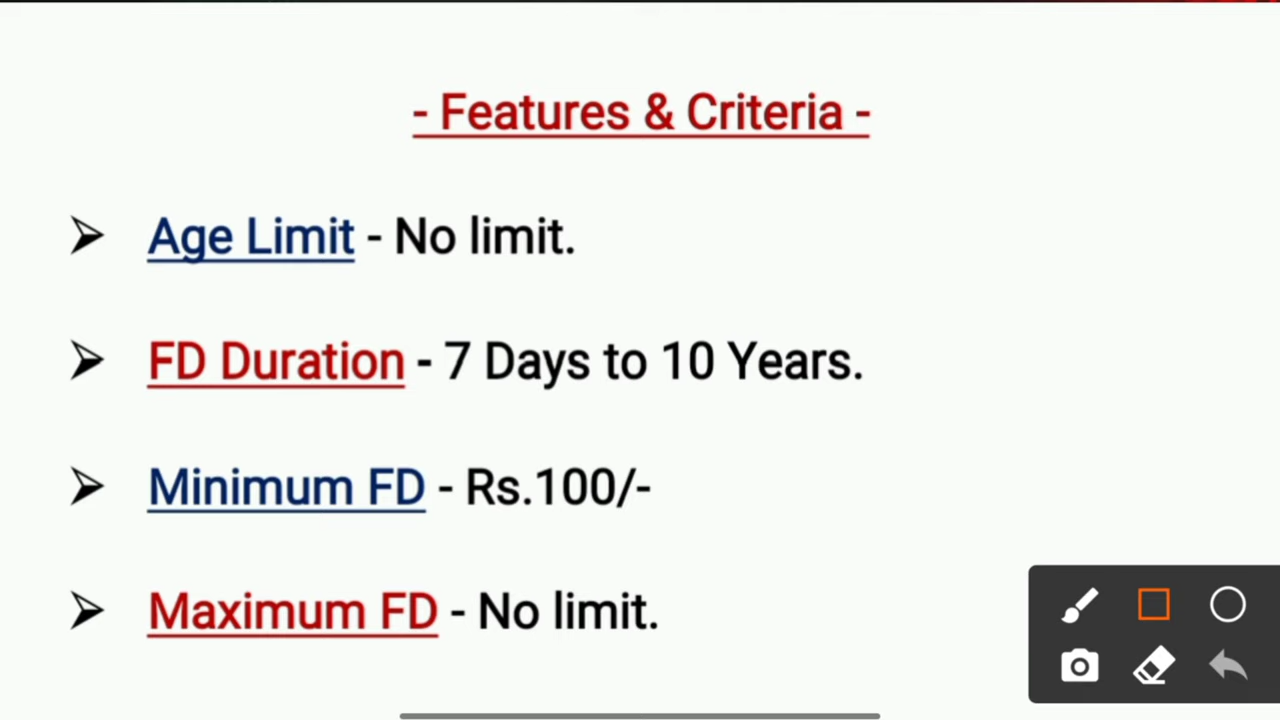 - Features & Criteria -
➢ Age Limit - No limit.
➢ FD Duration - 7 Days to 10 Years.
➢ Minimum FD - Rs.100/-
➢ Maximum FD - No limit.